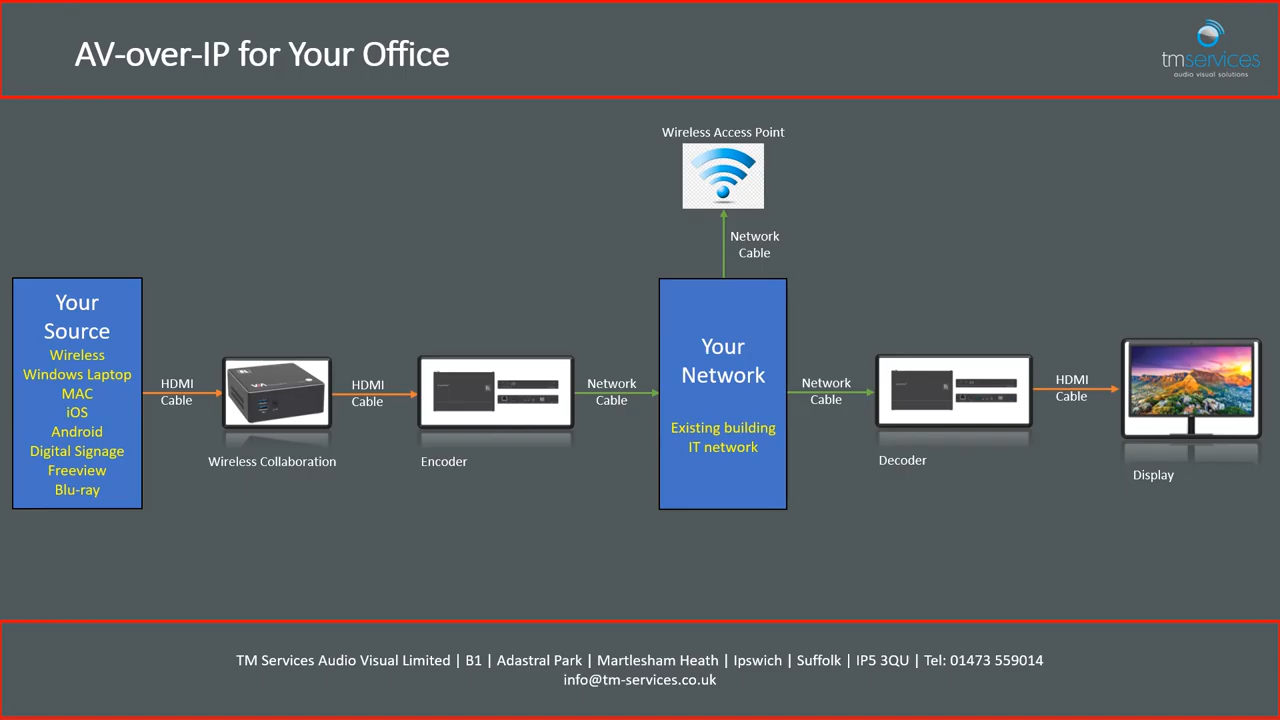 AV-over-IP for Your Office
tmservices
audio visual solutions
Wireless Access Point
Network
Cable
Your
Source
Wireless
Windows Laptop
MAC
iOS
Android
Digital Signage
Freeview
Blu-ray
HDMI
Cable
VIA
Wireless Collaboration
HDMI
Cable
Encoder
Network
Cable
Your
Network
Existing building
IT network
Network
Cable
Decoder
HDMI
Cable
Display
TM Services Audio Visual Limited | B1 | Adastral Park | Martlesham Heath | Ipswich | Suffolk | IP5 3QU | Tel: 01473 559014
info@tm-services.co.uk